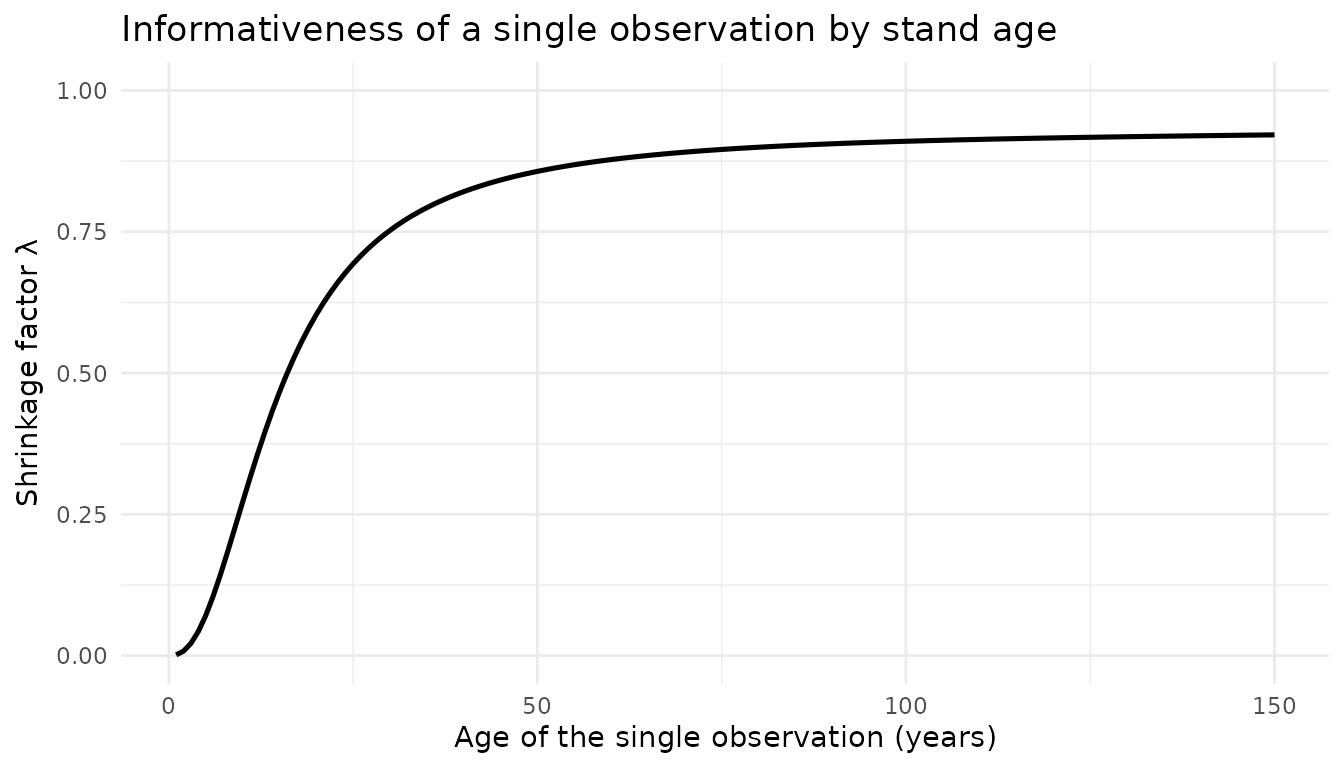 Informativeness of a single observation by stand age
1.00
0.75
0.50
0.25
0.00
Shrinkage factor λ
0 50 100 150
Age of the single observation (years)